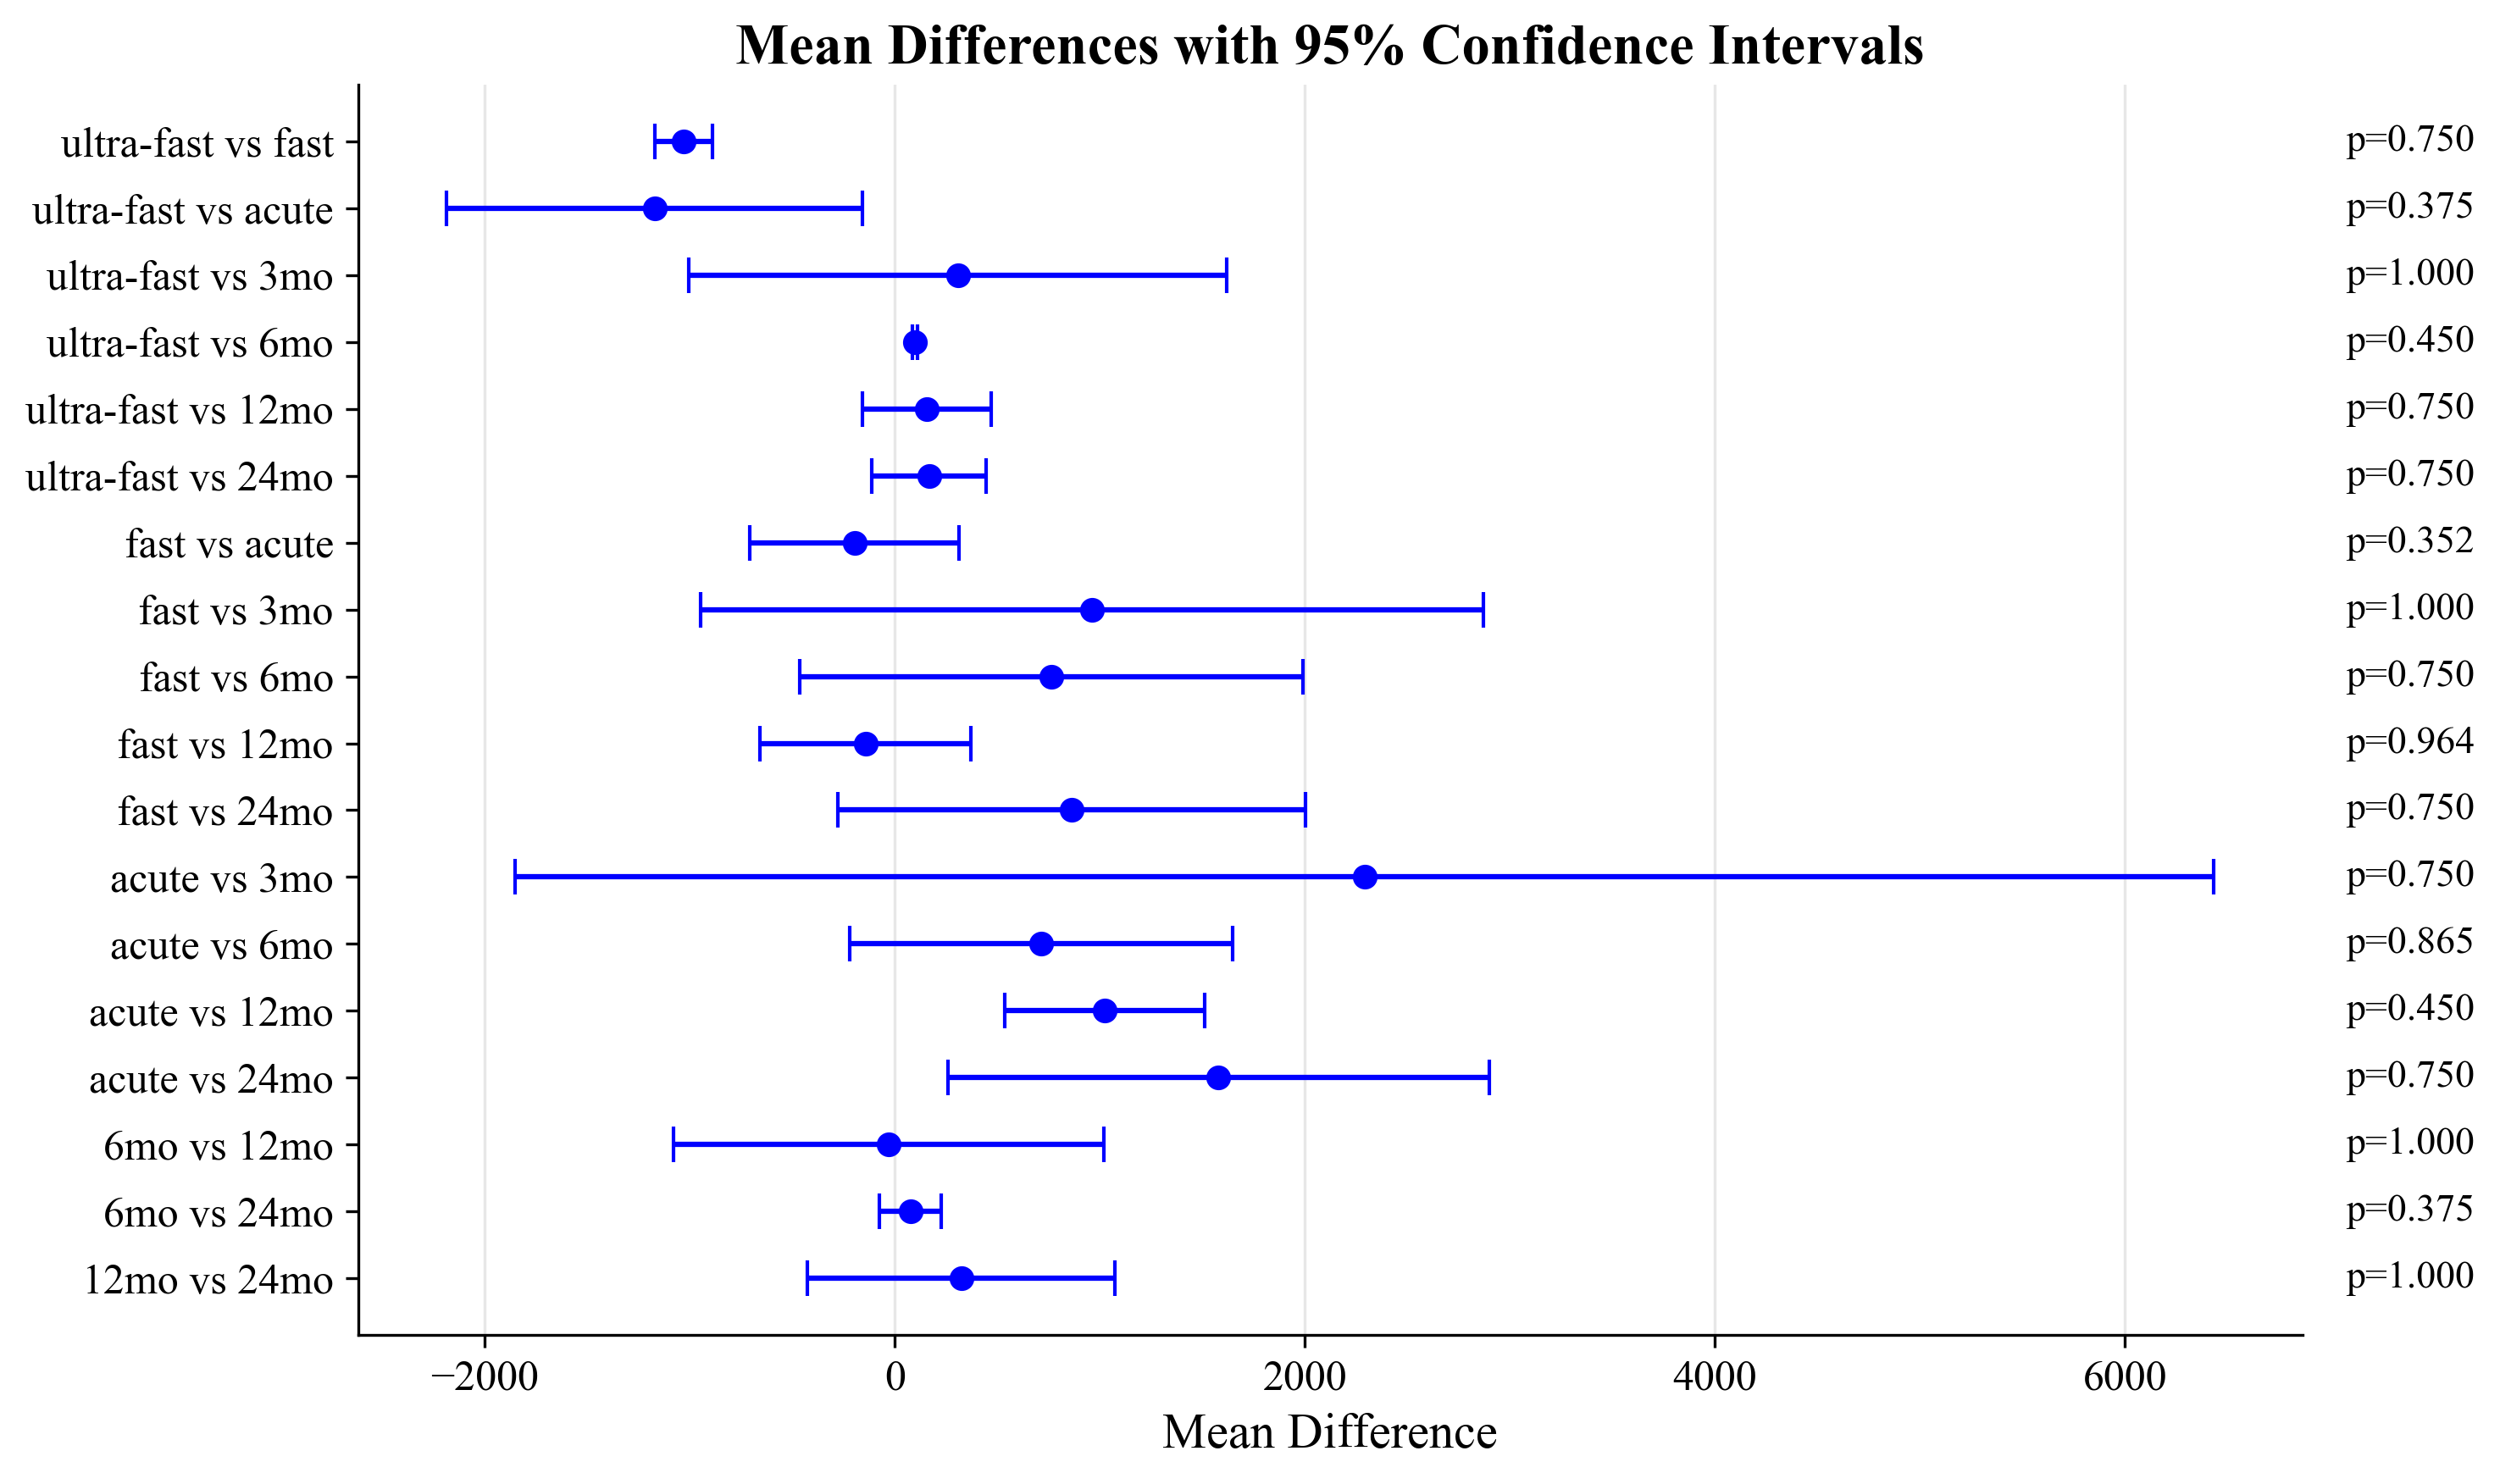 Mean Differences with 95% Confidence Intervals
ultra-fast vs fast p=0.750
ultra-fast vs acute p=0.375
ultra-fast vs 3mo p=1.000
ultra-fast vs 6mo p=0.450
ultra-fast vs 12mo p=0.750
ultra-fast vs 24mo p=0.750
fast vs acute p=0.352
fast vs 3mo p=1.000
fast vs 6mo p=0.750
fast vs 12mo p=0.964
fast vs 24mo p=0.750
acute vs 3mo p=0.750
acute vs 6mo p=0.865
acute vs 12mo p=0.450
acute vs 24mo p=0.750
6mo vs 12mo p=1.000
6mo vs 24mo p=0.375
12mo vs 24mo p=1.000
−2000 0 2000 4000 6000
Mean Difference